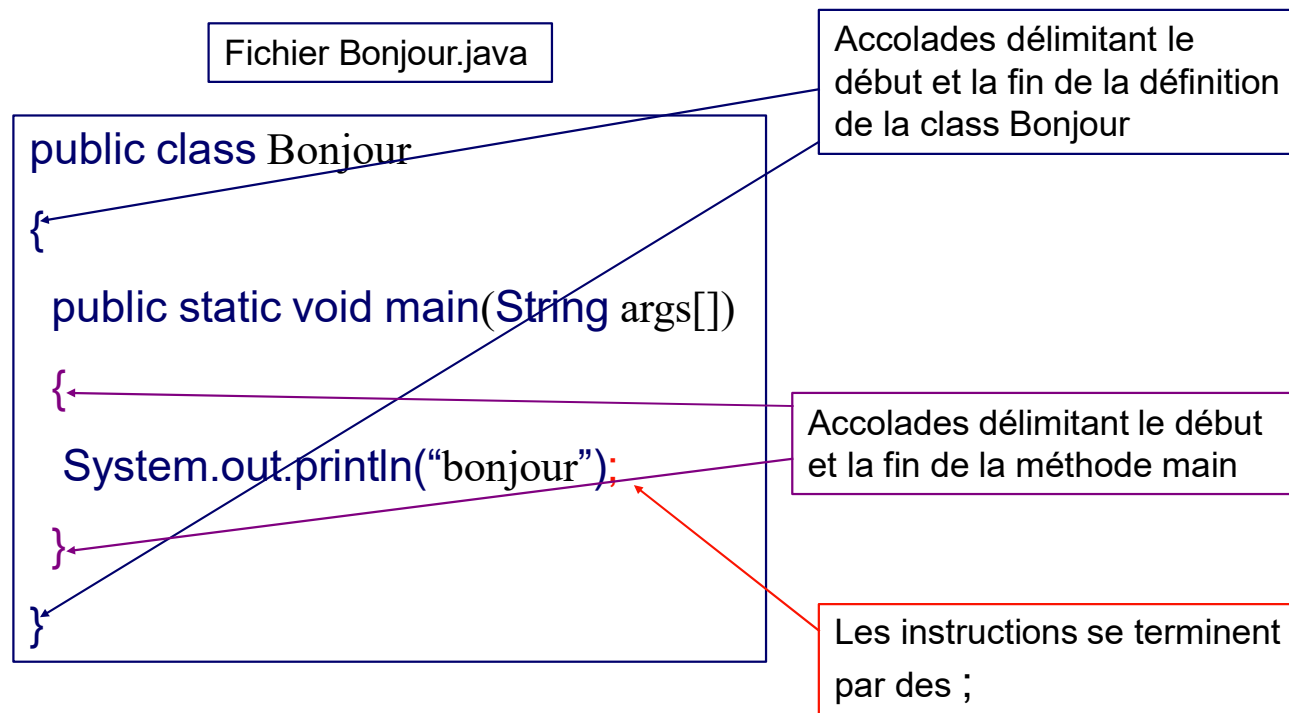 Fichier Bonjour.java
public class Bonjour
{
public static void main(String args[])
{
System.out.println(“bonjour”);
}
}
Accolades délimitant le
début et la fin de la définition
de la class Bonjour
Accolades délimitant le début
et la fin de la méthode main
Les instructions se terminent
par des ;